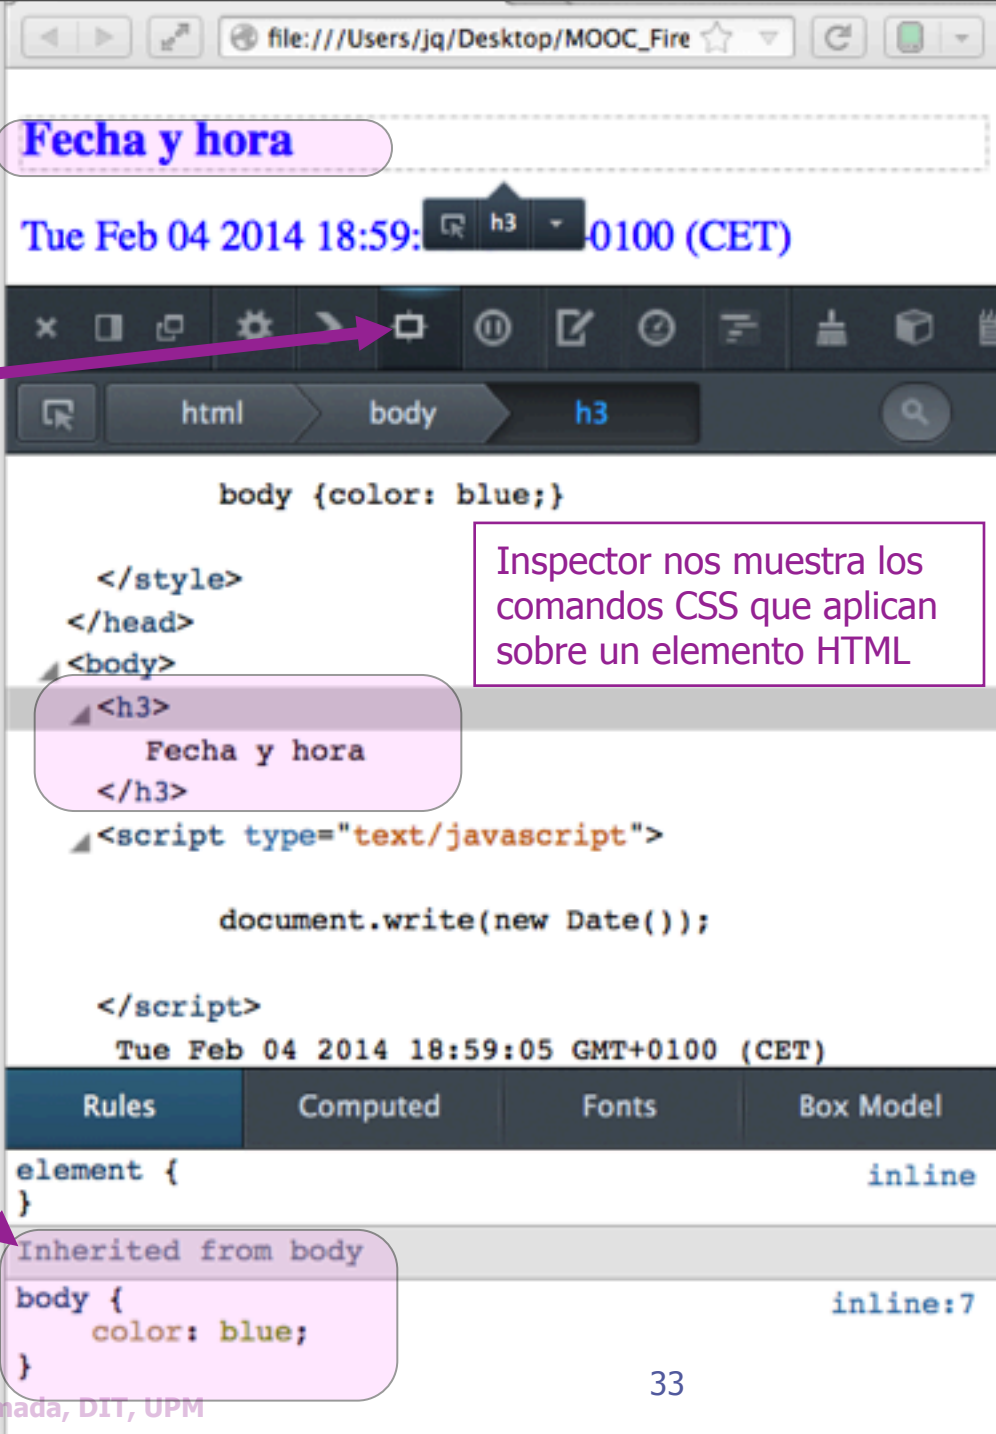 file:///Users/jq/Desktop/MOOC_Fire
Fecha y hora
Tue Feb 04 2014 18:59: h3 0100 (CET)
html body h3
body {color: blue;}
</style>
</head>
<body>
<h3>
Fecha y hora
</h3>
<script type="text/javascript">
document.write(new Date());
</script>
Tue Feb 04 2014 18:59:05 GMT+0100 (CET)
Inspector nos muestra los
comandos CSS que aplican
sobre un elemento HTML
Rules Computed Fonts Box Model
element { inline
}
Inherited from body
body { inline:7
color: blue;
}
33
nada, DIT, UPM